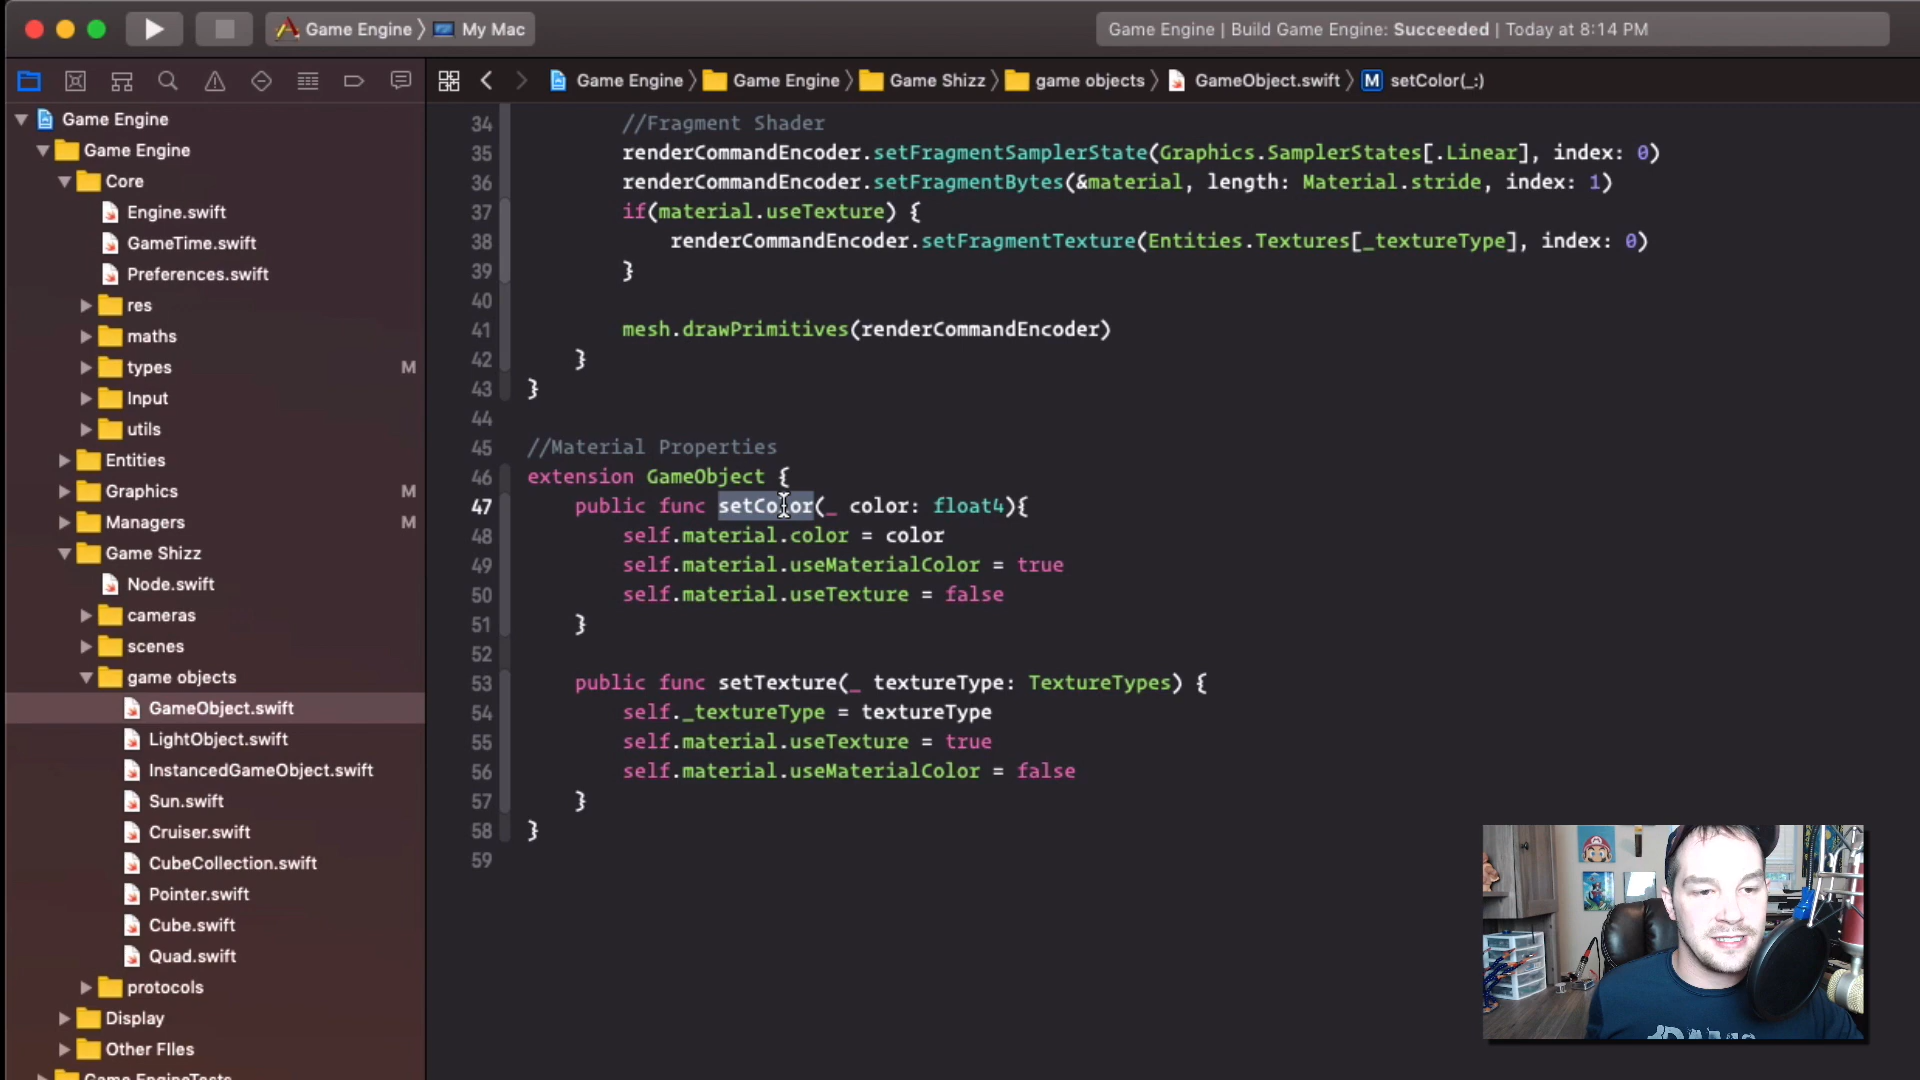 Game Engine 〉 My Mac
Game Engine | Build Game Engine: Succeeded | Today at 8:14 PM
Game Engine 〉 Game Engine 〉 Game Shizz 〉 game objects 〉 GameObject.swift 〉 M setColor(_:)
Game Engine
Game Engine
Core
Engine.swift
GameTime.swift
Preferences.swift
res
maths
types M
Input
utils
Entities
Graphics M
Managers M
Game Shizz
Node.swift
cameras
scenes
game objects
GameObject.swift
LightObject.swift
InstancedGameObject.swift
Sun.swift
Cruiser.swift
CubeCollection.swift
Pointer.swift
Cube.swift
Quad.swift
protocols
Display
Other FIles
Game EngineTests
34 //Fragment Shader
35 renderCommandEncoder.setFragmentSamplerState(Graphics.SamplerStates[.Linear], index: 0)
36 renderCommandEncoder.setFragmentBytes(&material, length: Material.stride, index: 1)
37 if(material.useTexture) {
38 renderCommandEncoder.setFragmentTexture(Entities.Textures[_textureType], index: 0)
39 }
40
41 mesh.drawPrimitives(renderCommandEncoder)
42 }
43 }
44
45 //Material Properties
46 extension GameObject {
47 public func setColor(_ color: float4){
48 self.material.color = color
49 self.material.useMaterialColor = true
50 self.material.useTexture = false
51 }
52
53 public func setTexture(_ textureType: TextureTypes) {
54 self._textureType = textureType
55 self.material.useTexture = true
56 self.material.useMaterialColor = false
57 }
58 }
59